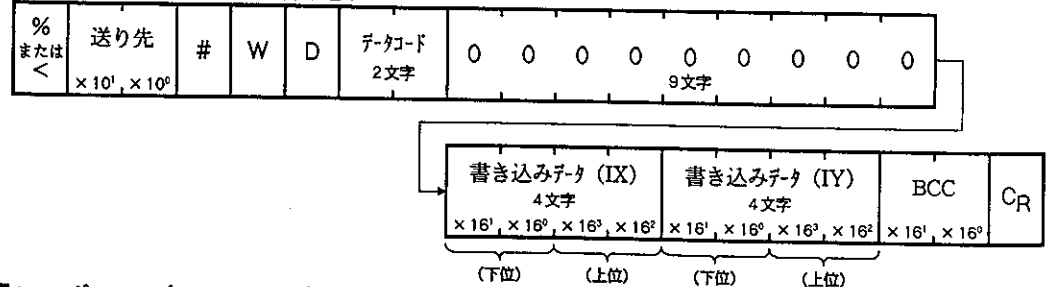 %
または
<
送り先
×10¹, ×10⁰
#
W
D
データコード
2文字
0 0 0 0 0 0 0 0 0
9文字
書き込みデータ (IX)
4文字
×16¹, ×16⁰, ×16³, ×16²
書き込みデータ (IY)
4文字
×16¹, ×16⁰, ×16³, ×16²
BCC
×16¹, ×16⁰
CR
(下位)
(上位)
(下位)
(上位)